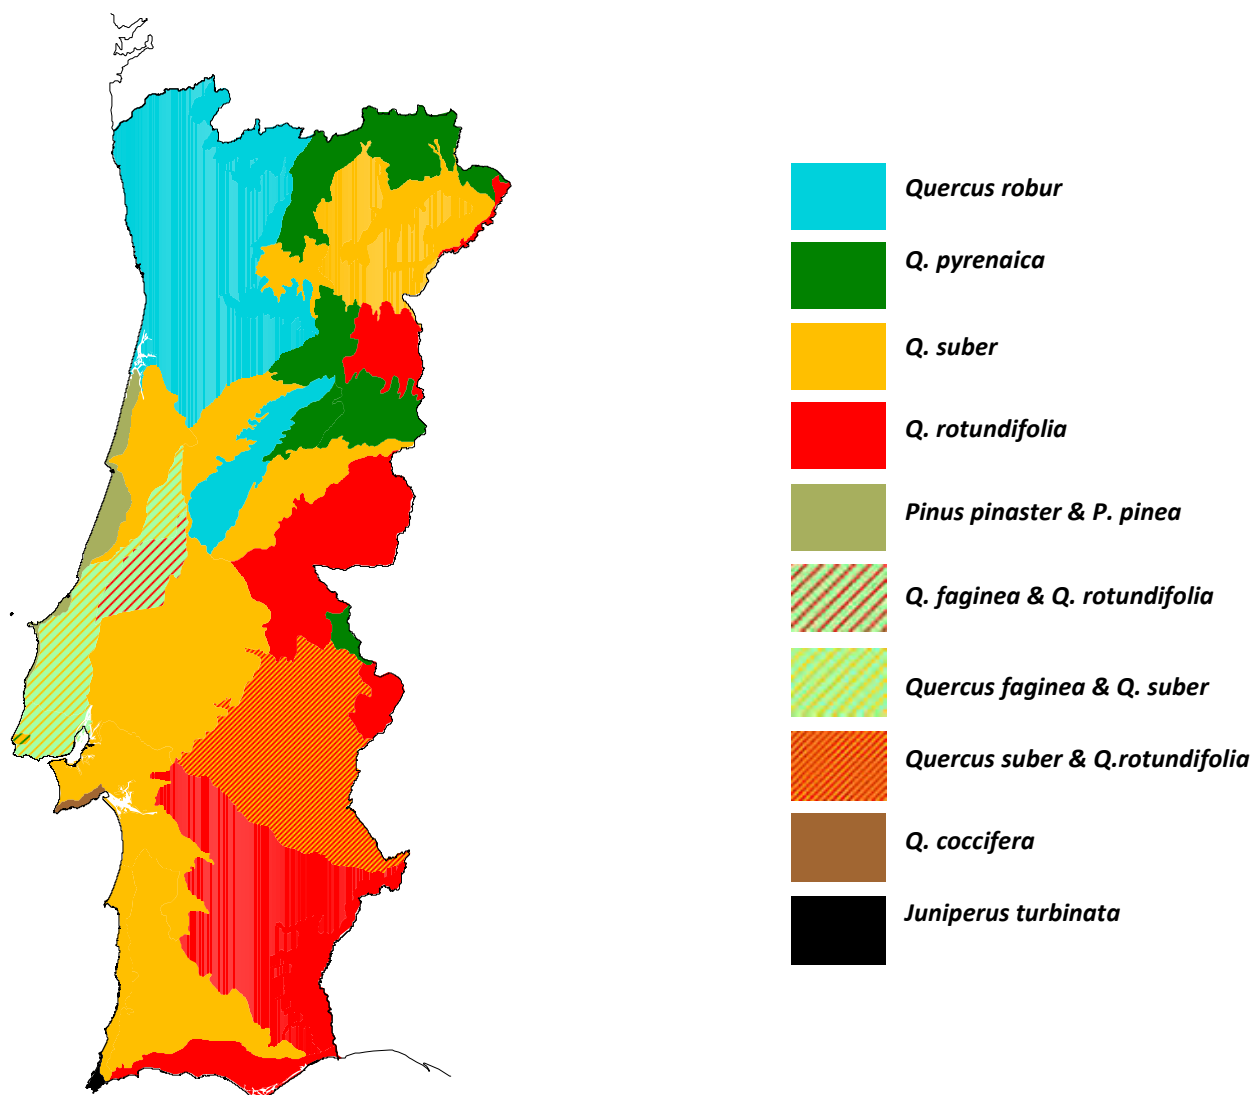 Quercus robur
Q. pyrenaica
Q. suber
Q. rotundifolia
Pinus pinaster & P. pinea
Q. faginea & Q. rotundifolia
Quercus faginea & Q. suber
Quercus suber & Q.rotundifolia
Q. coccifera
Juniperus turbinata